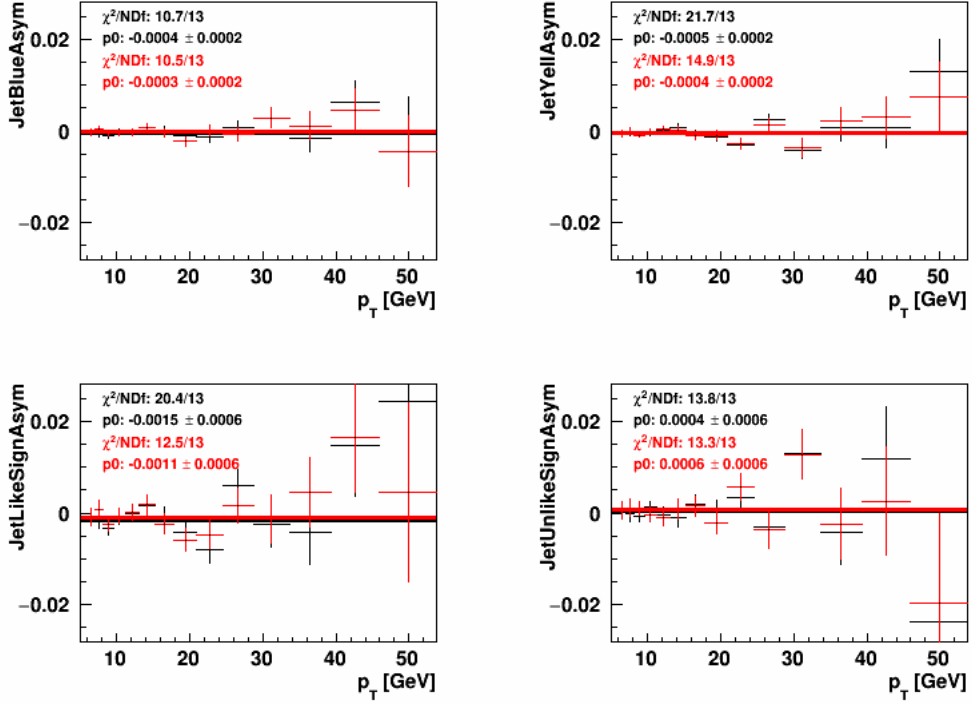 JetBlueAsym
χ²/NDf: 10.7/13
p0: -0.0004 ± 0.0002
χ²/NDf: 10.5/13
p0: -0.0003 ± 0.0002
0.02
0
−0.02
10 20 30 40 50
p_T [GeV]
JetYellAsym
χ²/NDf: 21.7/13
p0: -0.0005 ± 0.0002
χ²/NDf: 14.9/13
p0: -0.0004 ± 0.0002
0.02
0
−0.02
10 20 30 40 50
p_T [GeV]
JetLikeSignAsym
χ²/NDf: 20.4/13
p0: -0.0015 ± 0.0006
χ²/NDf: 12.5/13
p0: -0.0011 ± 0.0006
0.02
0
−0.02
10 20 30 40 50
p_T [GeV]
JetUnlikeSignAsym
χ²/NDf: 13.8/13
p0: 0.0004 ± 0.0006
χ²/NDf: 13.3/13
p0: 0.0006 ± 0.0006
0.02
0
−0.02
10 20 30 40 50
p_T [GeV]